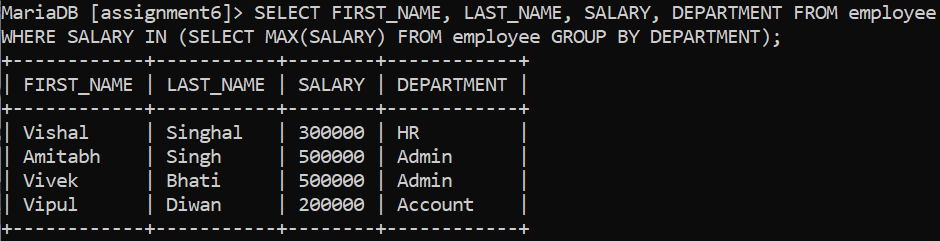 MariaDB [assignment6]> SELECT FIRST_NAME, LAST_NAME, SALARY, DEPARTMENT FROM employee
WHERE SALARY IN (SELECT MAX(SALARY) FROM employee GROUP BY DEPARTMENT);
+------------+-----------+--------+------------+
| FIRST_NAME | LAST_NAME | SALARY | DEPARTMENT |
+------------+-----------+--------+------------+
| Vishal     | Singhal   | 300000 | HR         |
| Amitabh    | Singh     | 500000 | Admin      |
| Vivek      | Bhati     | 500000 | Admin      |
| Vipul      | Diwan     | 200000 | Account    |
+------------+-----------+--------+------------+